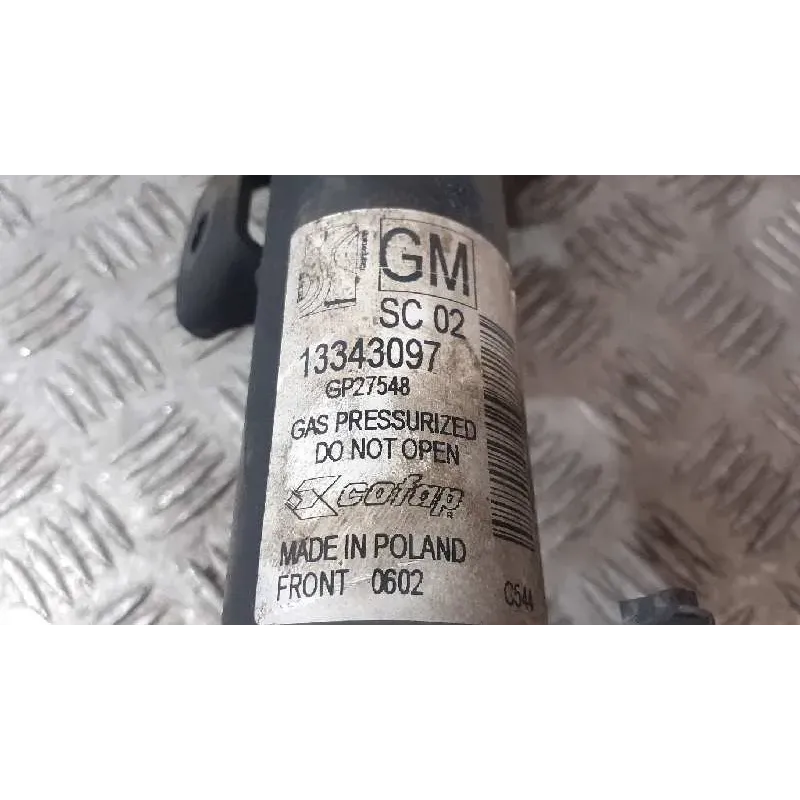 GM
SC 02
13343097
GP27548
GAS PRESSURIZED
DO NOT OPEN
cofap
MADE IN POLAND
FRONT 0602
C544